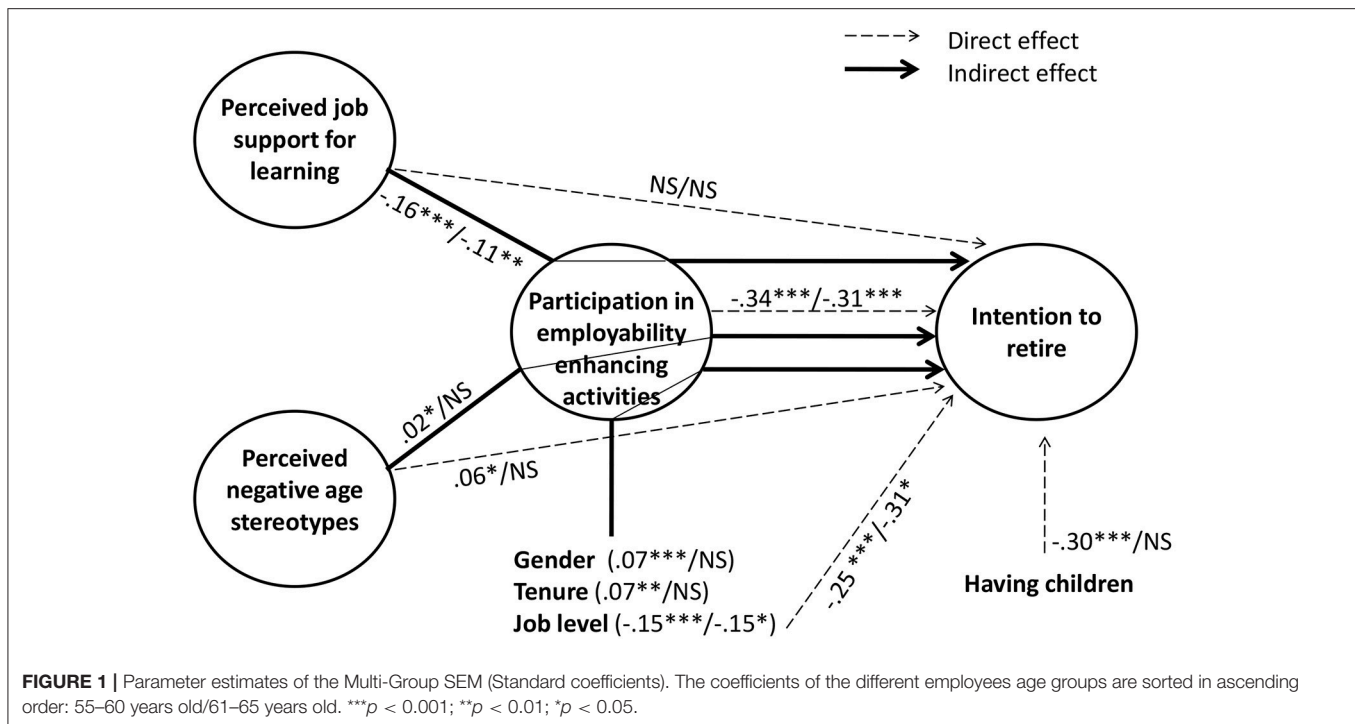 Direct effect
Indirect effect
Perceived job
support for
learning
NS/NS
-.16***/-.11**
Participation in
employability
enhancing
activities
-.34***/-.31***
Intention to
retire
.02*/NS
Perceived
negative age
stereotypes
.06*/NS
-.25 ***/-.31*
-.30***/NS
Gender (.07***/NS)
Tenure (.07**/NS)
Job level (-.15***/-.15*)
Having children
FIGURE 1 | Parameter estimates of the Multi-Group SEM (Standard coefficients). The coefficients of the different employees age groups are sorted in ascending
order: 55–60 years old/61–65 years old. ***p < 0.001; **p < 0.01; *p < 0.05.